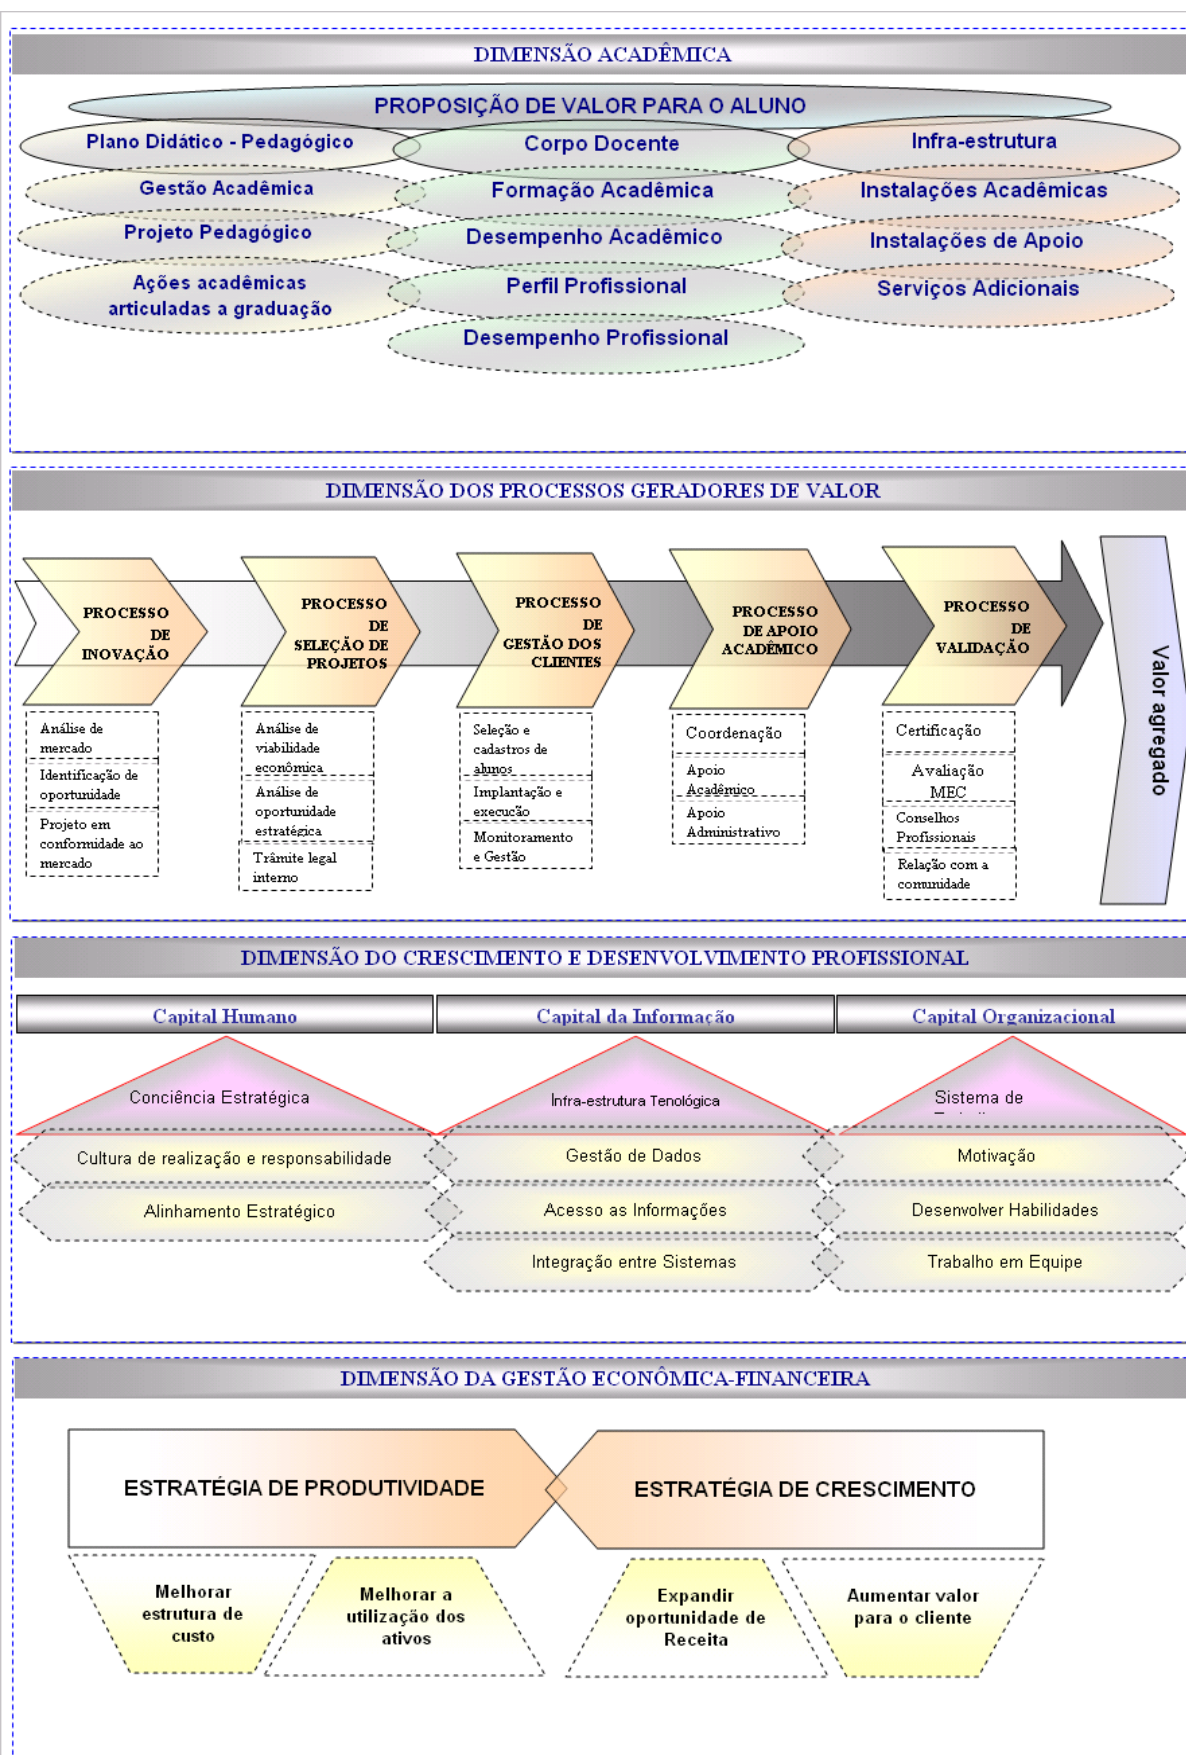 DIMENSÃO ACADÊMICA
PROPOSIÇÃO DE VALOR PARA O ALUNO
Plano Didático - Pedagógico
Gestão Acadêmica
Projeto Pedagógico
Ações acadêmicas
articuladas a graduação
Corpo Docente
Formação Acadêmica
Desempenho Acadêmico
Perfil Profissional
Desempenho Profissional
Infra-estrutura
Instalações Acadêmicas
Instalações de Apoio
Serviços Adicionais
DIMENSÃO DOS PROCESSOS GERADORES DE VALOR
PROCESSO
DE
INOVAÇÃO
Análise de
mercado
Identificação de
oportunidade
Projeto em
conformidade ao
mercado
PROCESSO
DE
SELEÇÃO DE
PROJETOS
Análise de
viabilidade
econômica
Análise de
oportunidade
estratégica
Trâmite legal
interno
PROCESSO
DE
GESTÃO DOS
CLIENTES
Seleção e
cadastros de
alunos
Implantação e
execução
Monitoramento
e Gestão
PROCESSO
DE APOIO
ACADÊMICO
Coordenação
Apoio
Acadêmico
Apoio
Administrativo
PROCESSO
DE
VALIDAÇÃO
Certificação
Avaliação
MEC
Conselhos
Profissionais
Relação com a
comunidade
Valor agregado
DIMENSÃO DO CRESCIMENTO E DESENVOLVIMENTO PROFISSIONAL
Capital Humano
Conciência Estratégica
Cultura de realização e responsabilidade
Alinhamento Estratégico
Capital da Informação
Infra-estrutura Tenológica
Gestão de Dados
Acesso as Informações
Integração entre Sistemas
Capital Organizacional
Sistema de
Motivação
Desenvolver Habilidades
Trabalho em Equipe
DIMENSÃO DA GESTÃO ECONÔMICA-FINANCEIRA
ESTRATÉGIA DE PRODUTIVIDADE
Melhorar
estrutura de
custo
Melhorar a
utilização dos
ativos
ESTRATÉGIA DE CRESCIMENTO
Expandir
oportunidade de
Receita
Aumentar valor
para o cliente